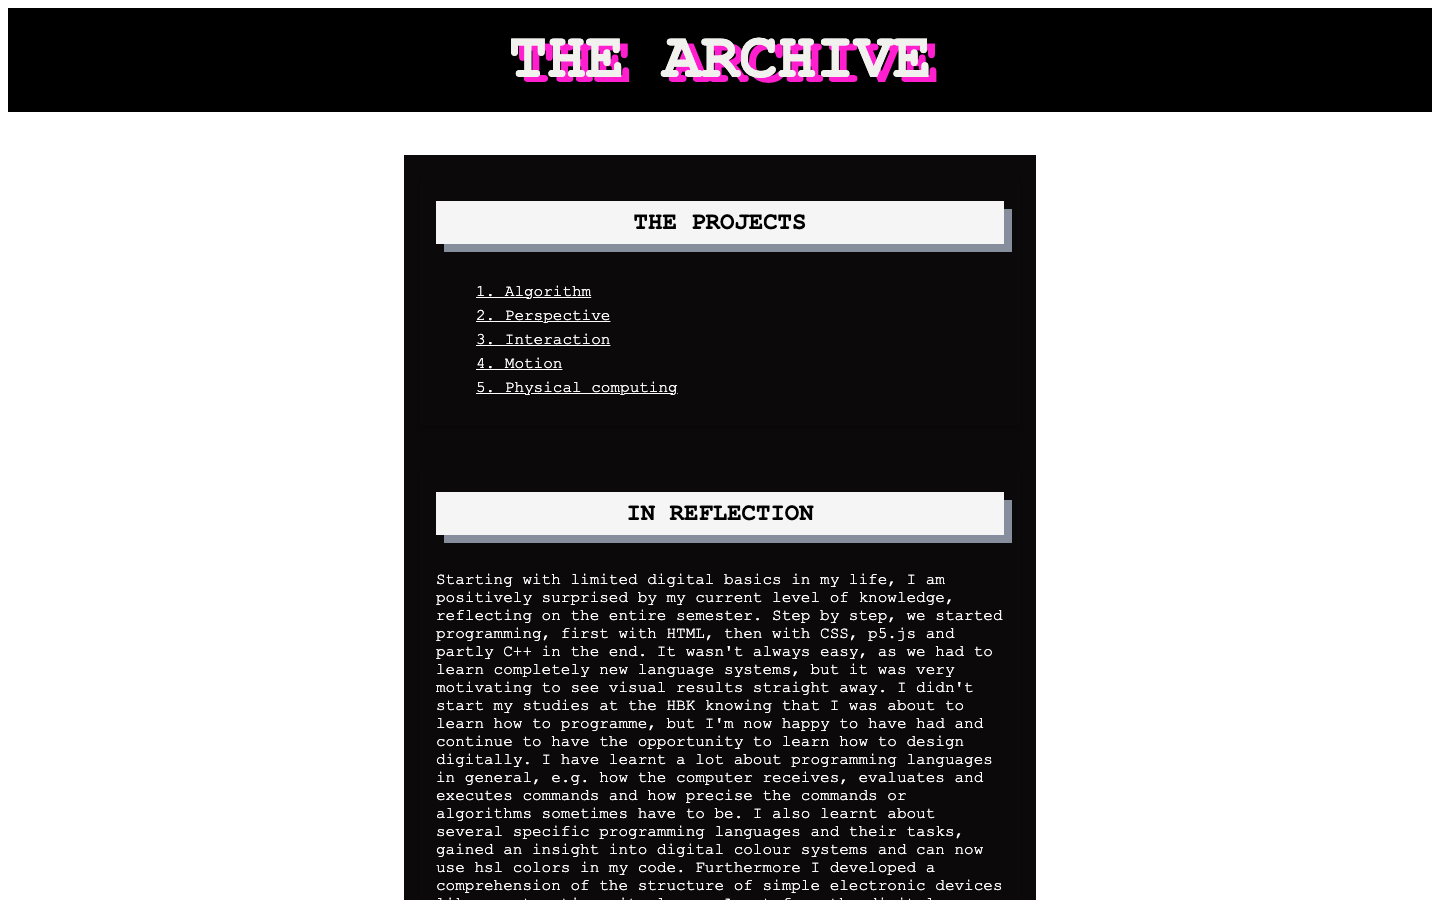 THE ARCHIVE
THE PROJECTS
1. Algorithm
2. Perspective
3. Interaction
4. Motion
5. Physical computing
IN REFLECTION
Starting with limited digital basics in my life, I am
positively surprised by my current level of knowledge,
reflecting on the entire semester. Step by step, we started
programming, first with HTML, then with CSS, p5.js and
partly C++ in the end. It wasn't always easy, as we had to
learn completely new language systems, but it was very
motivating to see visual results straight away. I didn't
start my studies at the HBK knowing that I was about to
learn how to programme, but I'm now happy to have had and
continue to have the opportunity to learn how to design
digitally. I have learnt a lot about programming languages
in general, e.g. how the computer receives, evaluates and
executes commands and how precise the commands or
algorithms sometimes have to be. I also learnt about
several specific programming languages and their tasks,
gained an insight into digital colour systems and can now
use hsl colors in my code. Furthermore I developed a
comprehension of the structure of simple electronic devices